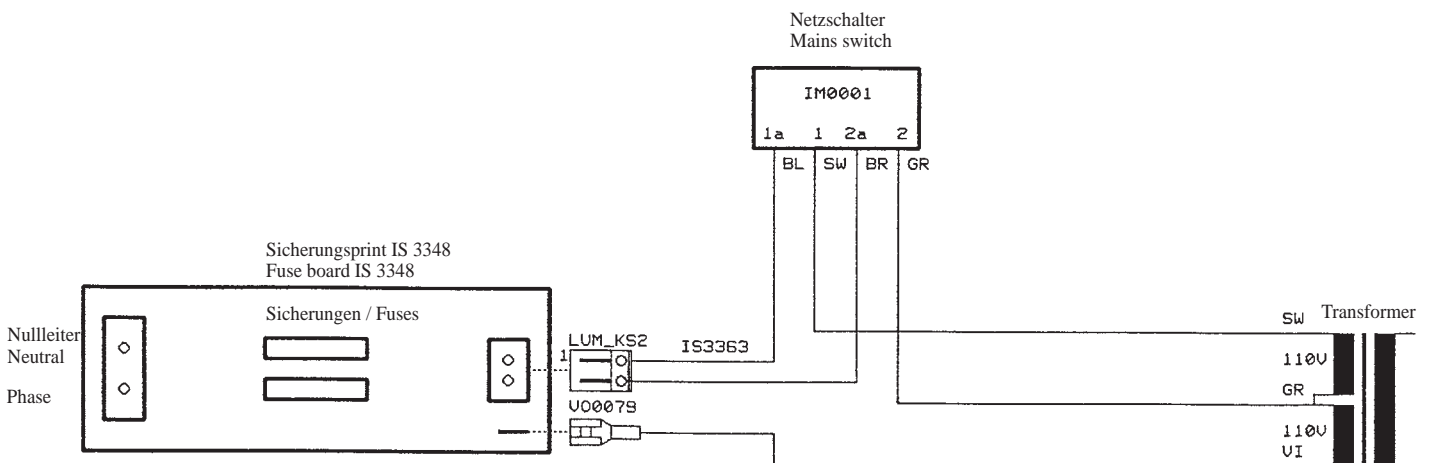 Netzschalter
Mains switch
IM0001
1a 1 2a 2
BL SW BR GR
Sicherungsprint IS 3348
Fuse board IS 3348
Sicherungen / Fuses
Nullleiter
Neutral
Phase
LUM_KS2
1
IS3363
VO0079
SW
Transformer
110V
GR
110V
VI